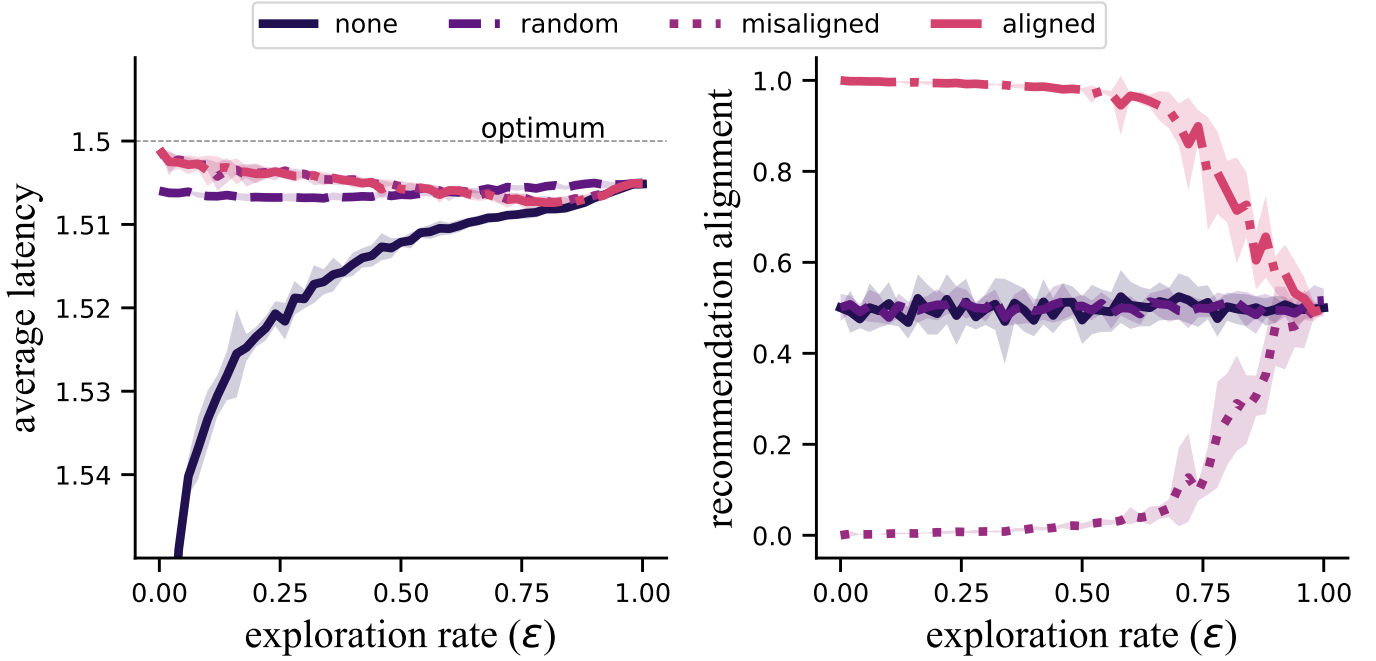 none random misaligned aligned
optimum
1.5
1.51
1.52
1.53
1.54
average latency
0.00 0.25 0.50 0.75 1.00
exploration rate (ε)
1.0
0.8
0.6
0.4
0.2
0.0
recommendation alignment
0.00 0.25 0.50 0.75 1.00
exploration rate (ε)